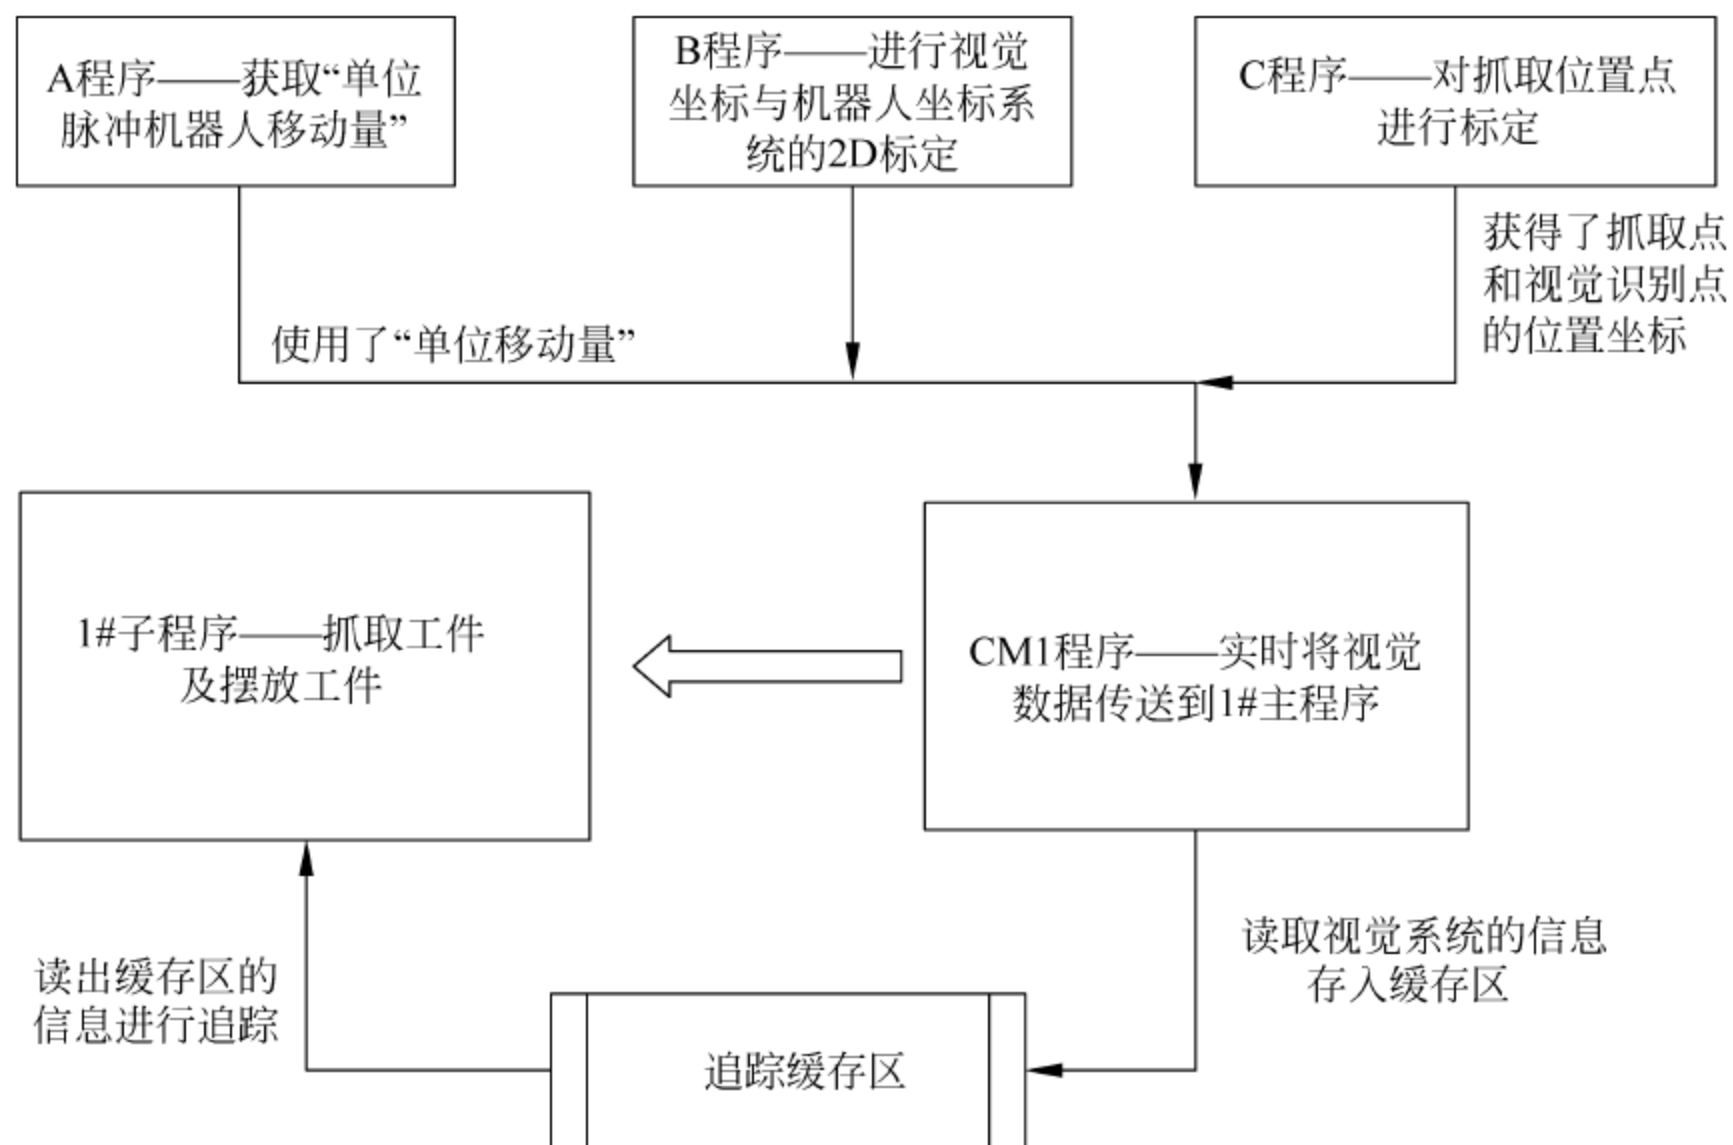 A程序——获取“单位
脉冲机器人移动量”
B程序——进行视觉
坐标与机器人坐标系
统的2D标定
C程序——对抓取位置点
进行标定
获得了抓取点
和视觉识别点
的位置坐标
使用了“单位移动量”
1#子程序——抓取工件
及摆放工件
CM1程序——实时将视觉
数据传送到1#主程序
读出缓存区的
信息进行追踪
读取视觉系统的信息
存入缓存区
追踪缓存区